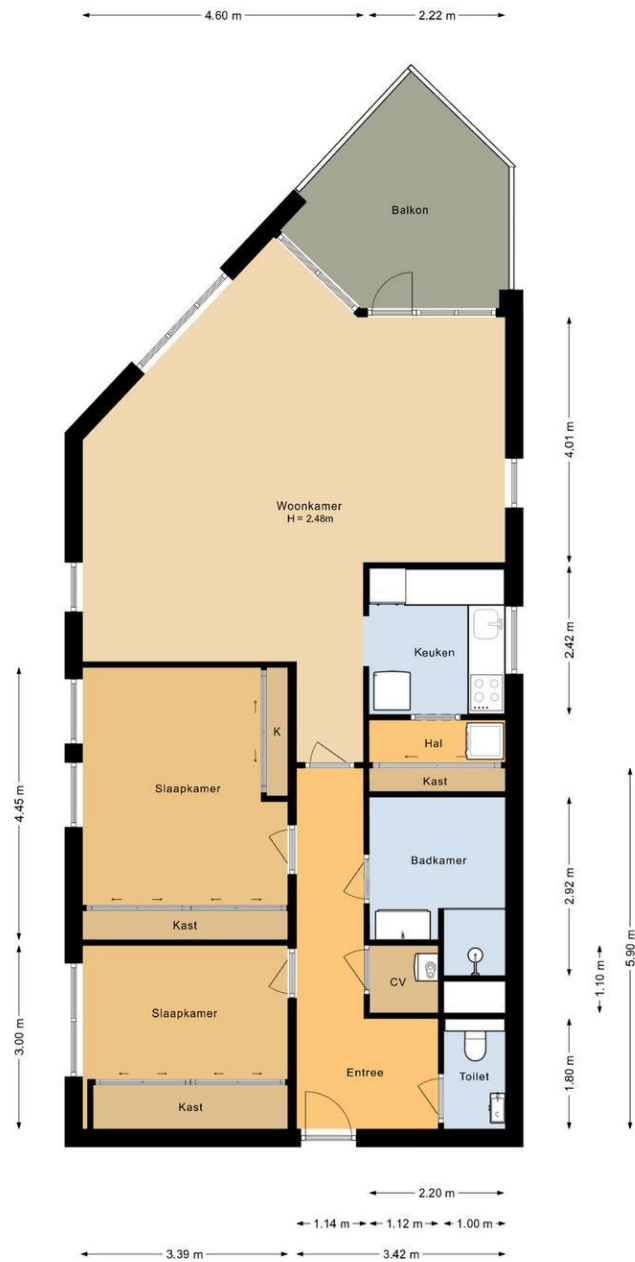 4.60 m
2.22 m
Balkon
4.01 m
Woonkamer
H = 2.48m
2.42 m
Keuken
Hal
K
Kast
Slaapkamer
4.45 m
Badkamer
2.92 m
5.90 m
Kast
CV
1.10 m
Slaapkamer
3.00 m
Entree
Toilet
1.80 m
Kast
2.20 m
1.14 m
1.12 m
1.00 m
3.39 m
3.42 m